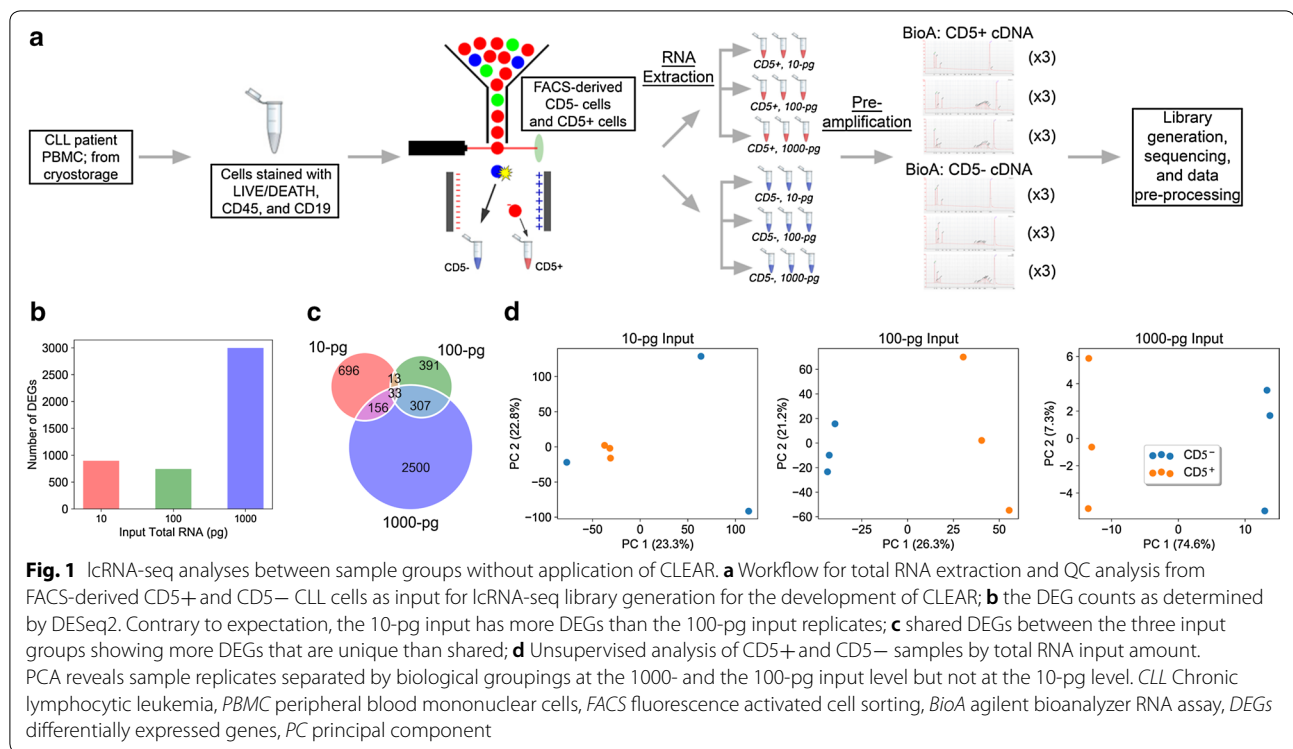 a
CLL patient
PBMC; from
cryostorage
Cells stained with
LIVE/DEATH,
CD45, and CD19
FACS-derived
CD5- cells
and CD5+ cells
CD5-
CD5+
RNA
Extraction
CD5+, 10-pg
CD5+, 100-pg
CD5+, 1000-pg
CD5-, 10-pg
CD5-, 100-pg
CD5-, 1000-pg
Pre-
amplification
BioA: CD5+ cDNA
(x3)
(x3)
(x3)
BioA: CD5- cDNA
(x3)
(x3)
(x3)
Library
generation,
sequencing,
and data
pre-processing
b
Number of DEGs
3000
2500
2000
1500
1000
500
0
10
100
1000
Input Total RNA (pg)
c
10-pg
100-pg
696
13
391
33
156
307
2500
1000-pg
d
10-pg Input
PC 2 (22.8%)
100
50
0
−50
−100
−50
0
50
100
PC 1 (23.3%)
100-pg Input
PC 2 (21.2%)
80
60
40
20
0
−20
−40
−60
−50
−25
0
25
50
PC 1 (26.3%)
1000-pg Input
PC 2 (7.3%)
6
4
2
0
−2
−4
−10
0
10
PC 1 (74.6%)
CD5−
CD5+
Fig. 1 lcRNA-seq analyses between sample groups without application of CLEAR. a Workflow for total RNA extraction and QC analysis from
FACS-derived CD5+ and CD5− CLL cells as input for lcRNA-seq library generation for the development of CLEAR; b the DEG counts as determined
by DESeq2. Contrary to expectation, the 10-pg input has more DEGs than the 100-pg input replicates; c shared DEGs between the three input
groups showing more DEGs that are unique than shared; d Unsupervised analysis of CD5+ and CD5− samples by total RNA input amount.
PCA reveals sample replicates separated by biological groupings at the 1000- and the 100-pg input level but not at the 10-pg level. CLL Chronic
lymphocytic leukemia, PBMC peripheral blood mononuclear cells, FACS fluorescence activated cell sorting, BioA agilent bioanalyzer RNA assay, DEGs
differentially expressed genes, PC principal component